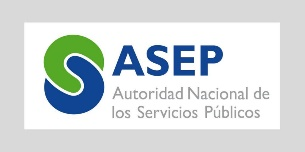 ASEP
Autoridad Nacional de
los Servicios Públicos